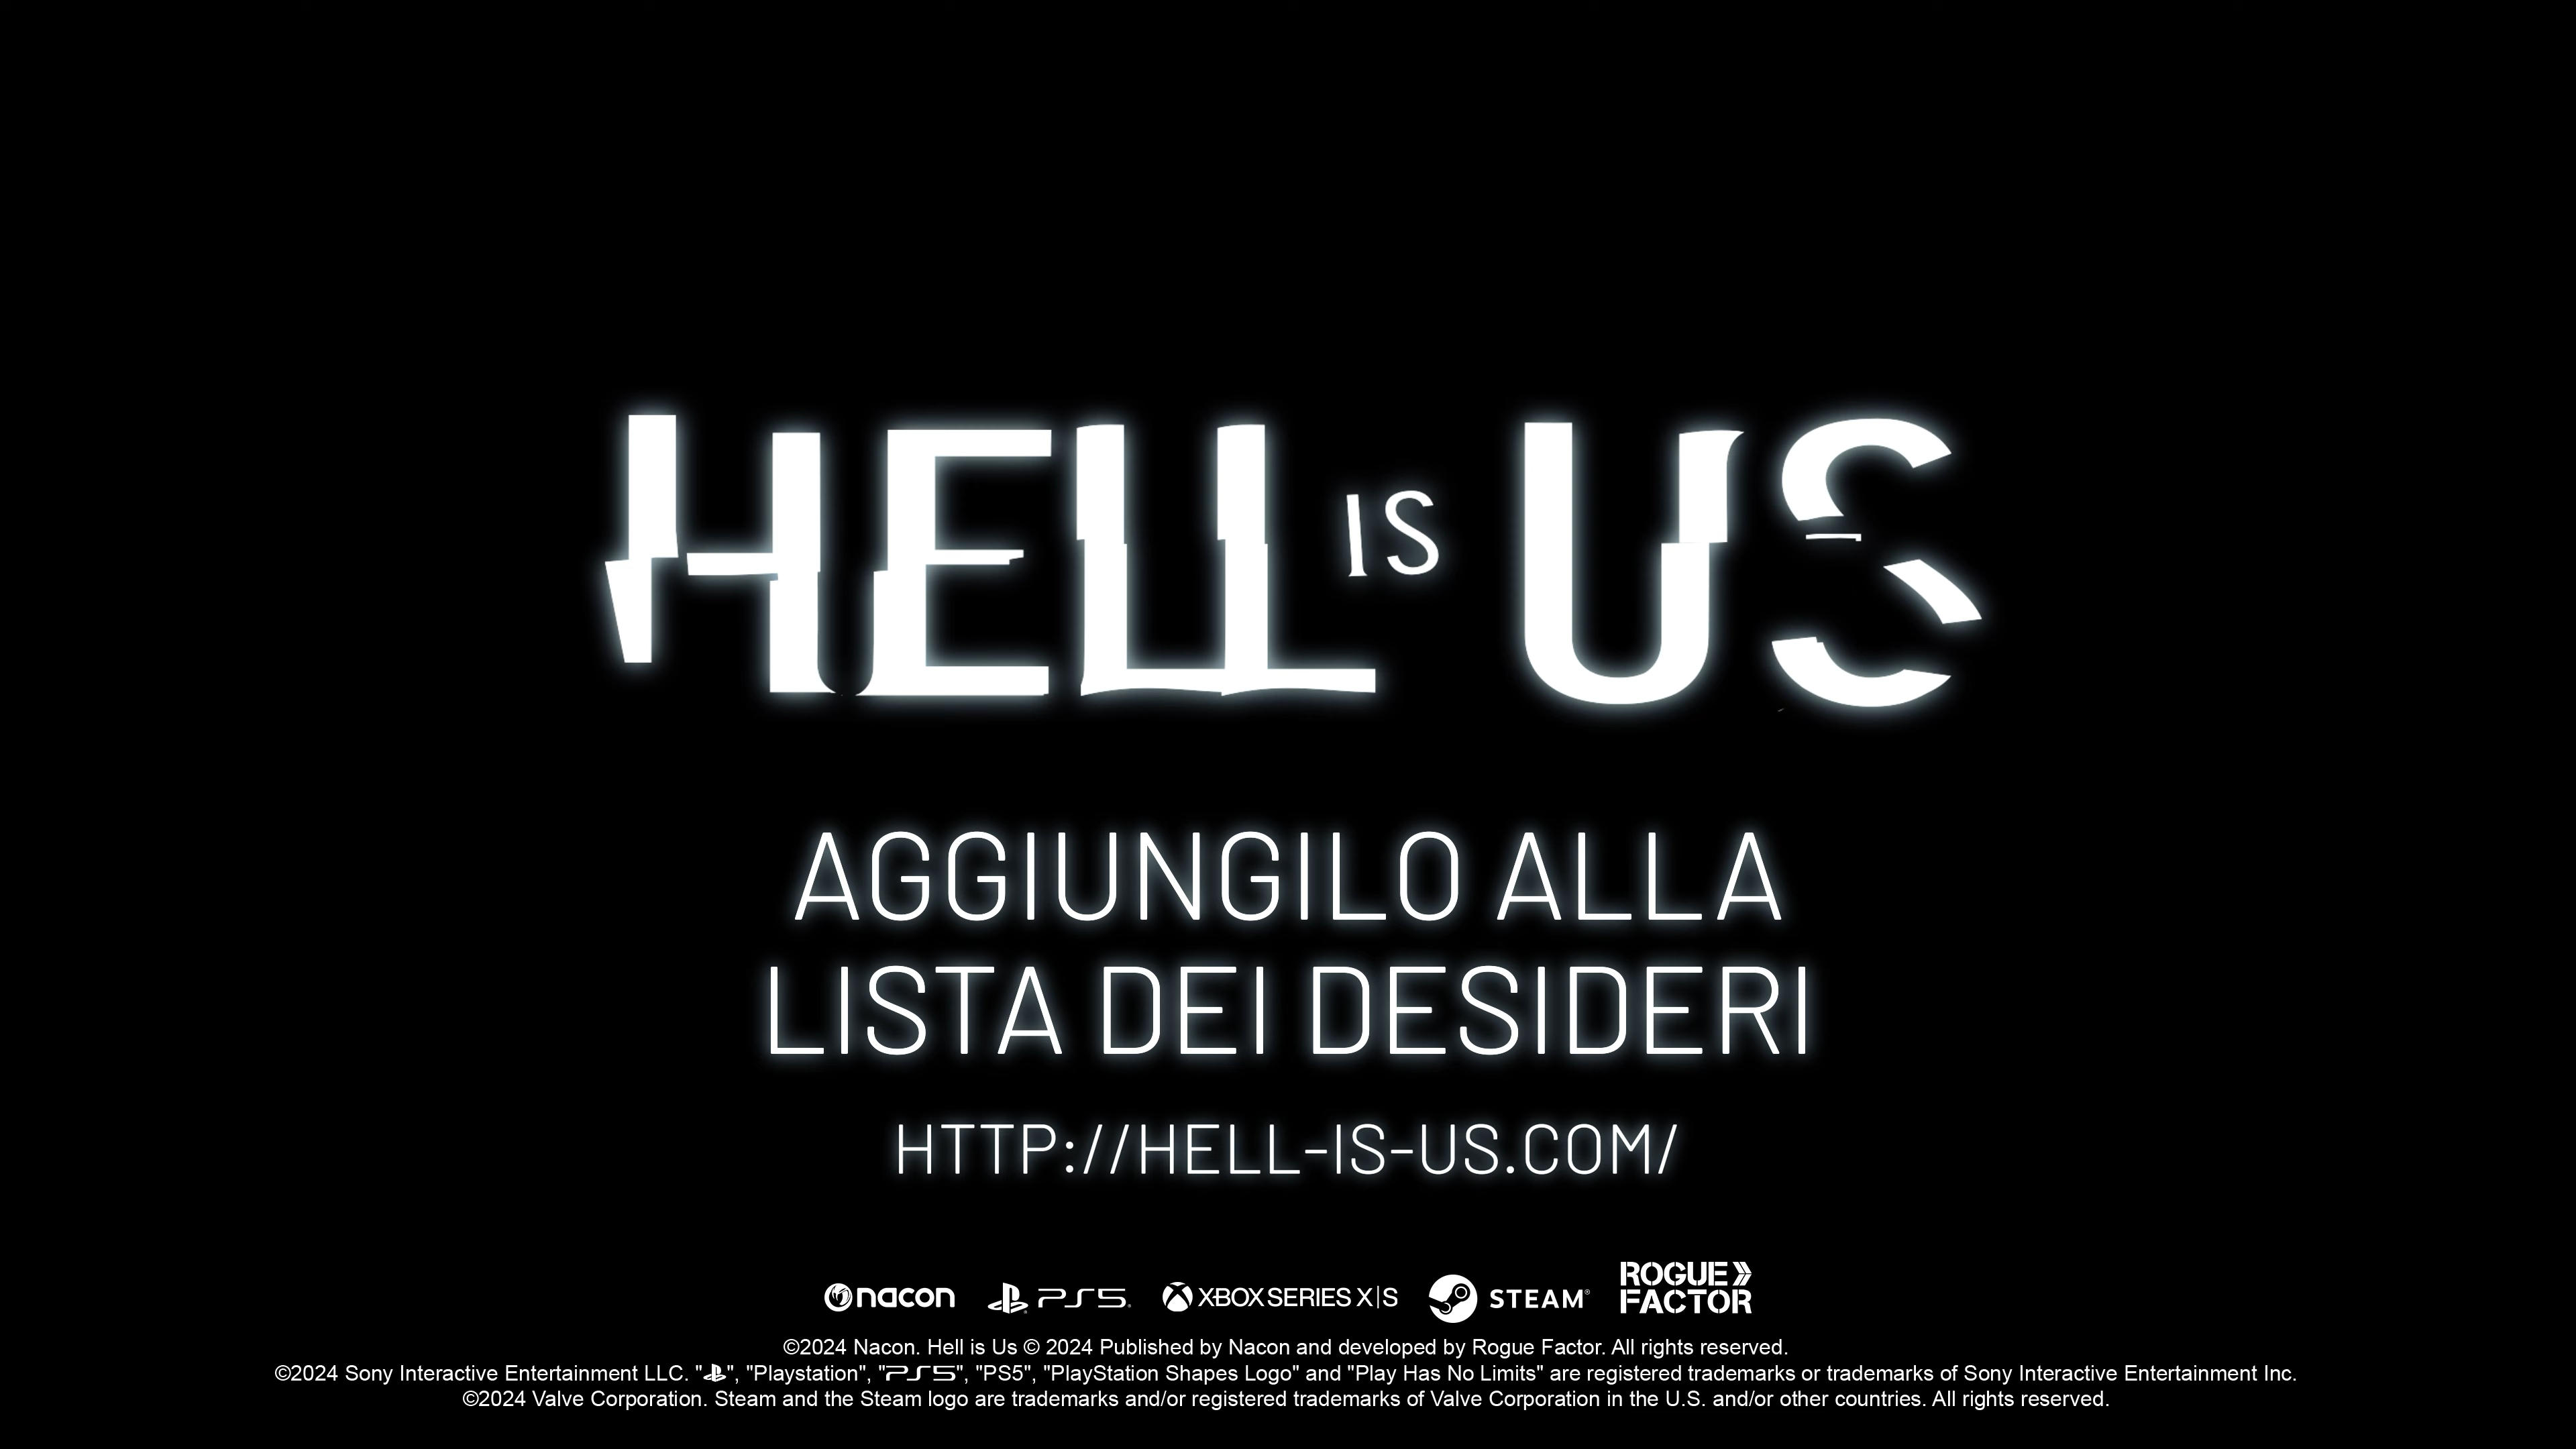 HELL IS US
AGGIUNGILO ALLA
LISTA DEI DESIDERI
HTTP://HELL-IS-US.COM/
nacon PS5 XBOX SERIES X|S STEAM® ROGUE FACTOR
©2024 Nacon. Hell is Us © 2024 Published by Nacon and developed by Rogue Factor. All rights reserved.
©2024 Sony Interactive Entertainment LLC. "", "Playstation", "PS5", "PS5", "PlayStation Shapes Logo" and "Play Has No Limits" are registered trademarks or trademarks of Sony Interactive Entertainment Inc.
©2024 Valve Corporation. Steam and the Steam logo are trademarks and/or registered trademarks of Valve Corporation in the U.S. and/or other countries. All rights reserved.